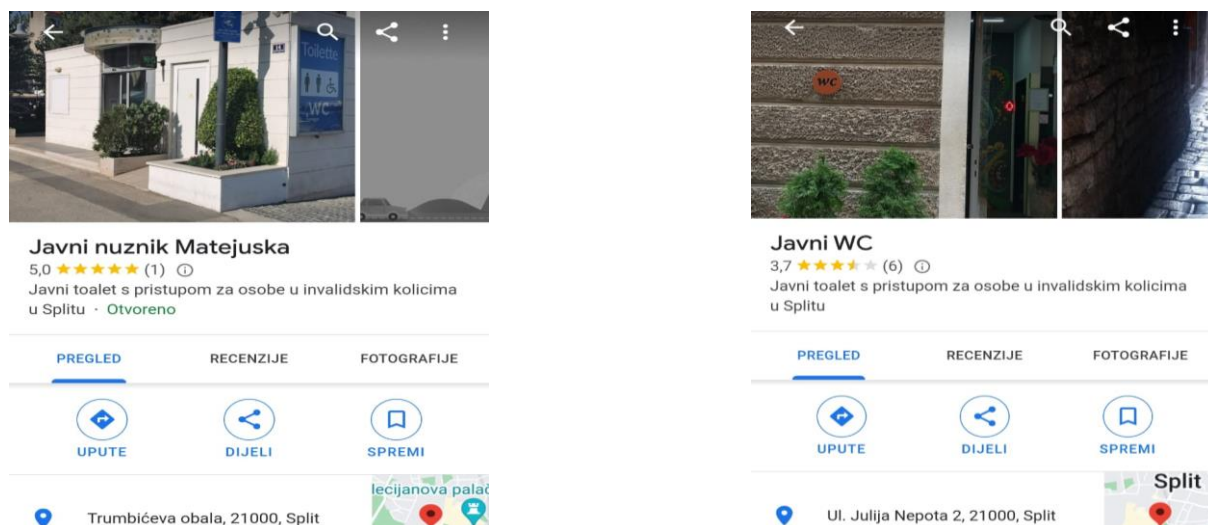 Toilette
WC
Javni nuznik Matejuska
5,0 (1)
Javni toalet s pristupom za osobe u invalidskim kolicima
u Splitu · Otvoreno
PREGLED RECENZIJE FOTOGRAFIJE
UPUTE DIJELI SPREMI
lecijanova palač
Trumbićeva obala, 21000, Split
WC
Javni WC
3,7 (6)
Javni toalet s pristupom za osobe u invalidskim kolicima
u Splitu
PREGLED RECENZIJE FOTOGRAFIJE
UPUTE DIJELI SPREMI
Split
Ul. Julija Nepota 2, 21000, Split